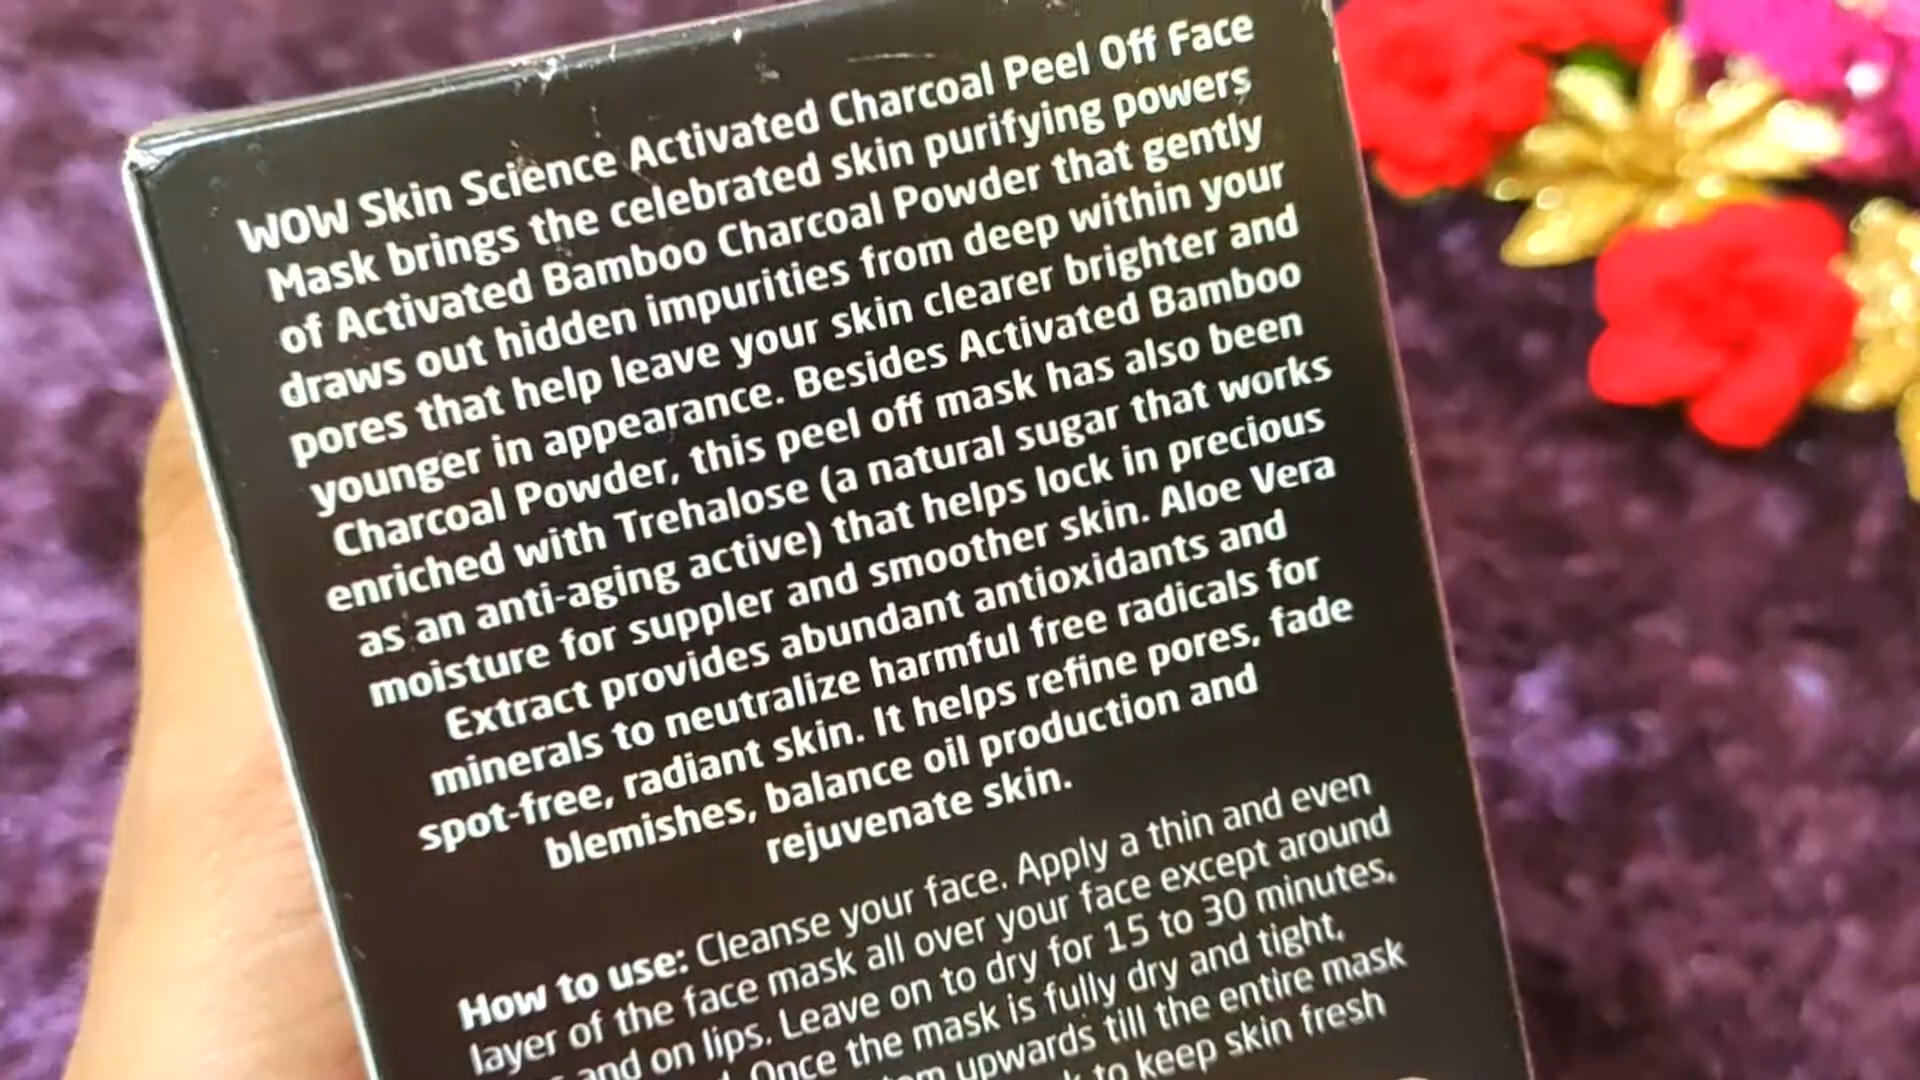 WOW Skin Science Activated Charcoal Peel Off Face
Mask brings the celebrated skin purifying powers
of Activated Bamboo Charcoal Powder that gently
draws out hidden impurities from deep within your
pores that help leave your skin clearer brighter and
younger in appearance. Besides Activated Bamboo
Charcoal Powder, this peel off mask has also been
enriched with Trehalose (a natural sugar that works
as an anti-aging active) that helps lock in precious
moisture for suppler and smoother skin. Aloe Vera
Extract provides abundant antioxidants and
minerals to neutralize harmful free radicals for
spot-free, radiant skin. It helps refine pores, fade
blemishes, balance oil production and
rejuvenate skin.
How to use: Cleanse your face. Apply a thin and even
layer of the face mask all over your face except around
and on lips. Leave on to dry for 15 to 30 minutes.
Once the mask is fully dry and tight,
upwards till the entire mask
to keep skin fresh